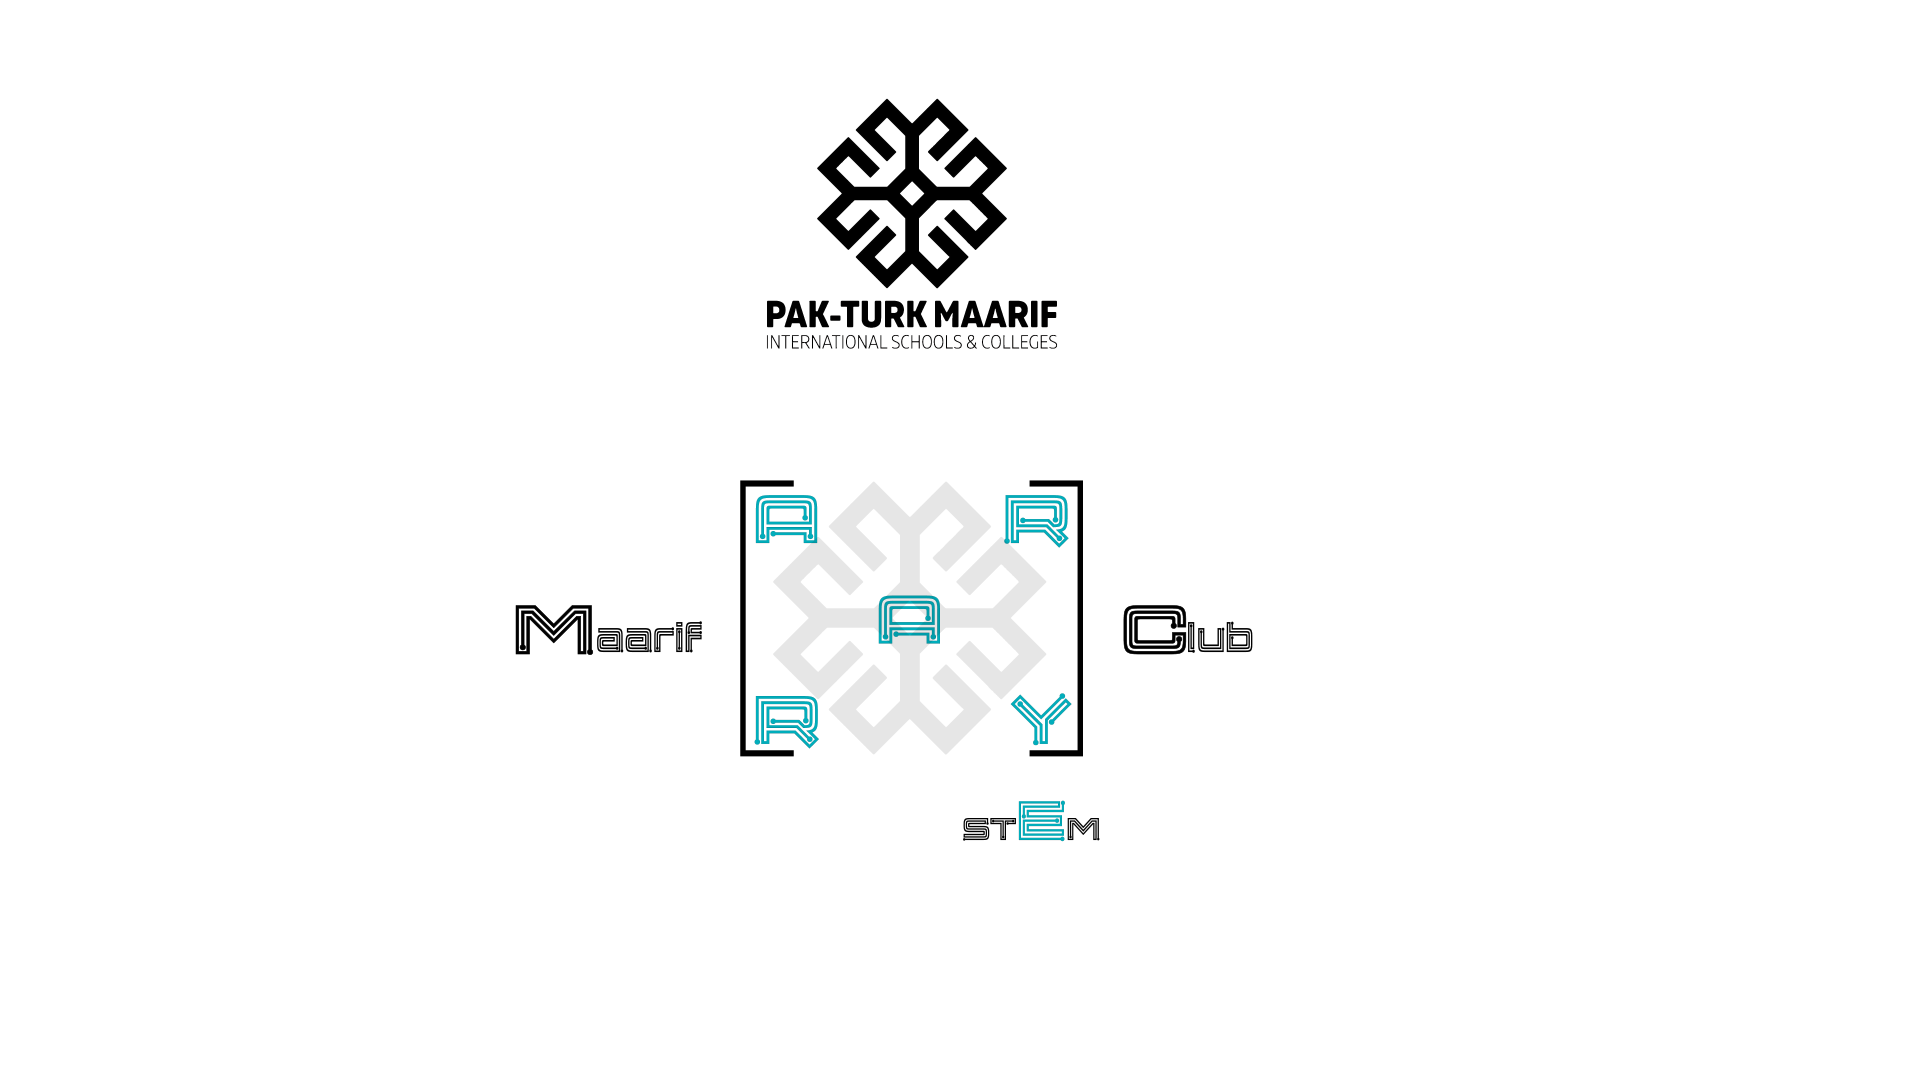 PAK-TURK MAARIF
INTERNATIONAL SCHOOLS & COLLEGES
A R
Maarif A Club
R Y
STEM